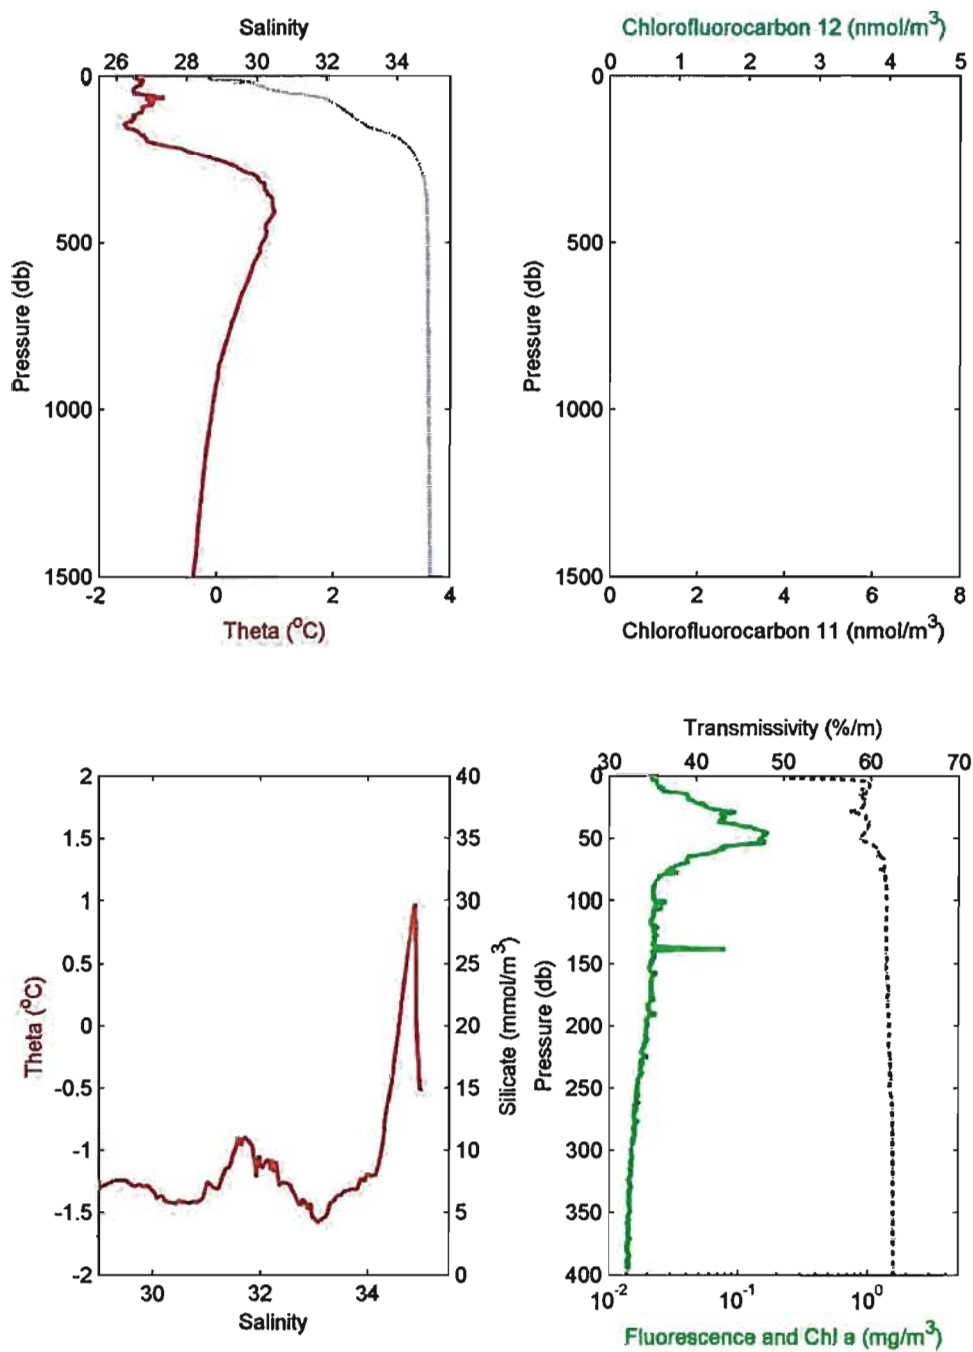 Salinity
26 28 30 32 34
0
500
1000
1500
Pressure (db)
-2 0 2 4
Theta (°C)
Chlorofluorocarbon 12 (nmol/m³)
0 1 2 3 4 5
0
500
1000
1500
Pressure (db)
0 2 4 6 8
Chlorofluorocarbon 11 (nmol/m³)
2
1.5
1
0.5
0
-0.5
-1
-1.5
-2
Theta (°C)
40
35
30
25
20
15
10
5
0
Silicate (mmol/m³)
30 32 34
Salinity
Transmissivity (%/m)
30 40 50 60 70
0
50
100
150
200
250
300
350
400
Pressure (db)
10⁻² 10⁻¹ 10⁰
Fluorescence and Chl a (mg/m³)